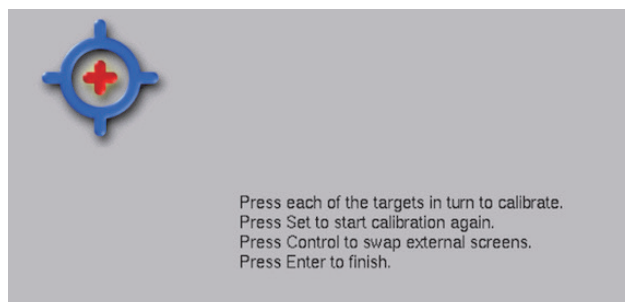 Press each of the targets in turn to calibrate.
Press Set to start calibration again.
Press Control to swap external screens.
Press Enter to finish.